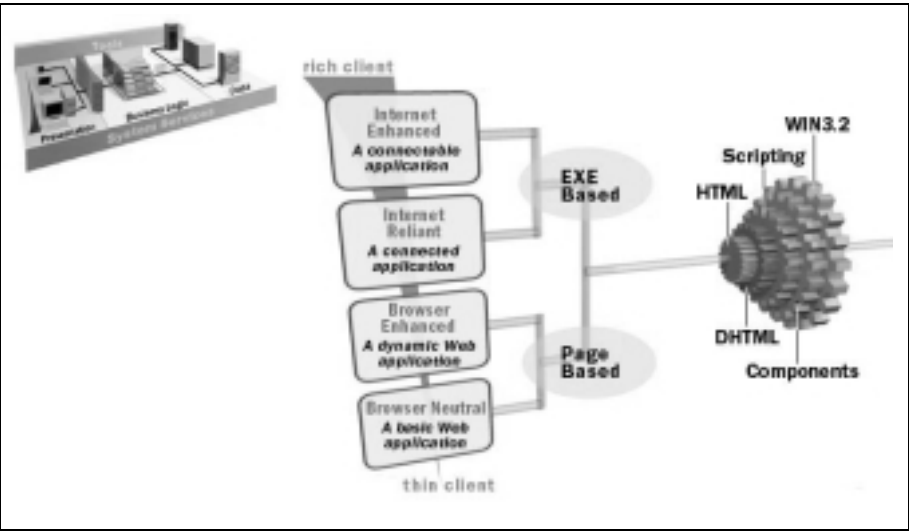 Tools
Presentation
Business Logic
Data
System Services
rich client
Internet
Enhanced
A connectable
application
Internet
Reliant
A connected
application
Browser
Enhanced
A dynamic Web
application
Browser Neutral
A basic Web
application
thin client
EXE
Based
Page
Based
WIN3.2
Scripting
HTML
DHTML
Components